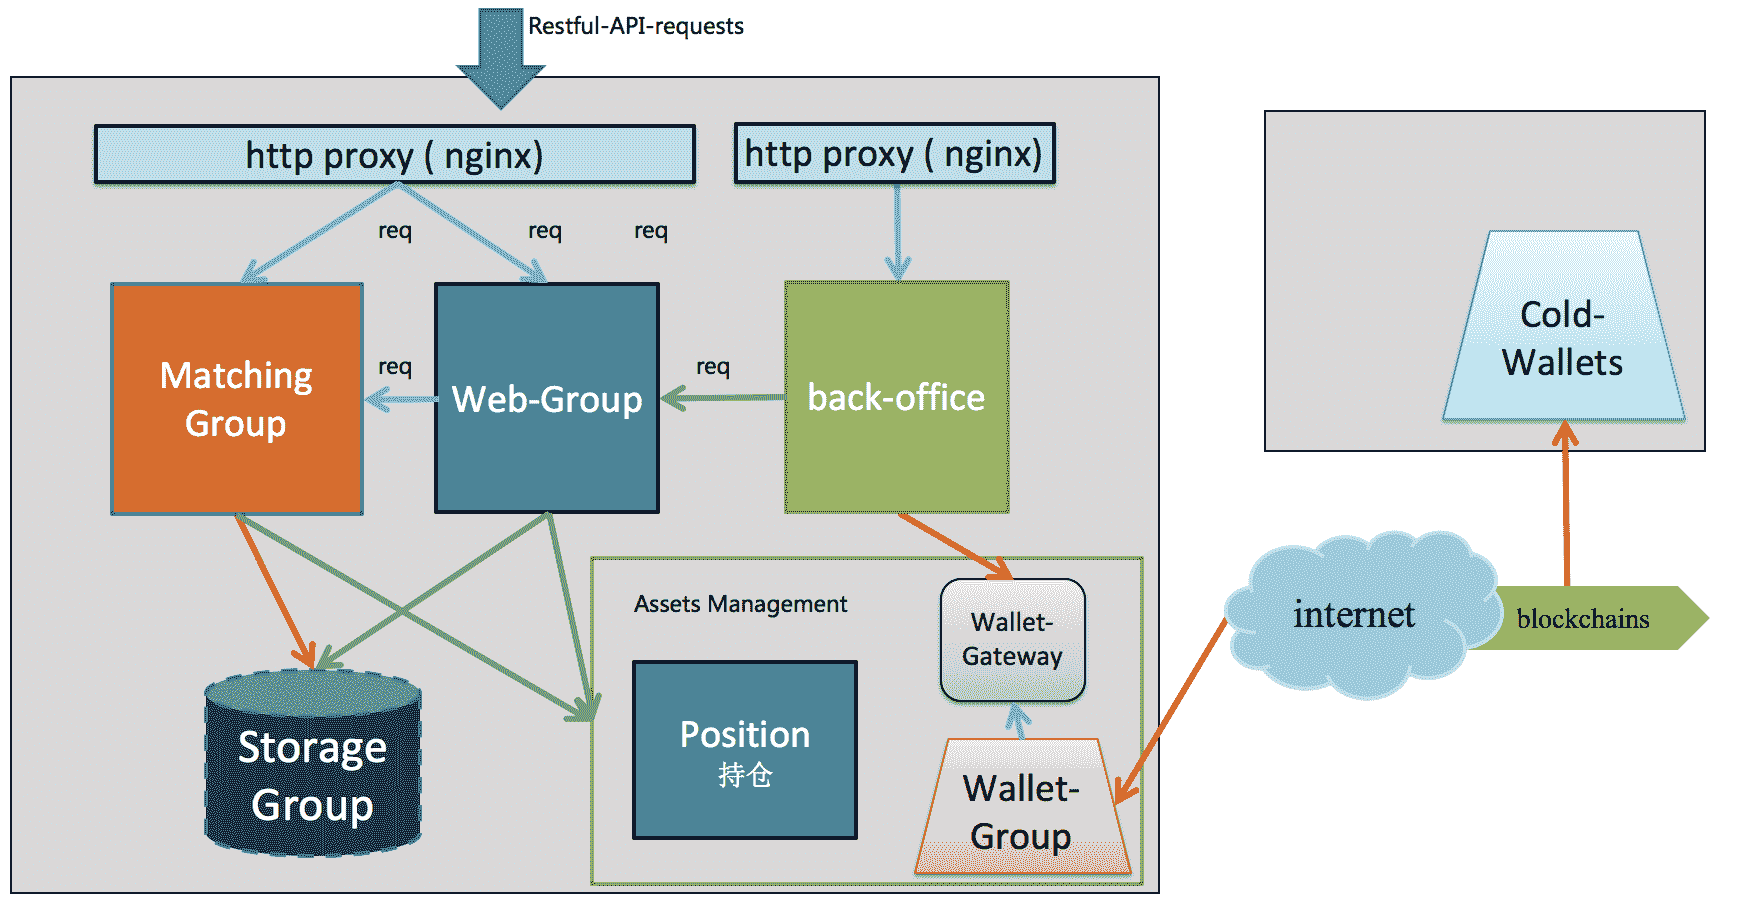 Restful-API-requests
http proxy ( nginx)
http proxy ( nginx)
req
req
req
Matching
Group
req
Web-Group
req
back-office
Cold-
Wallets
Assets Management
Wallet-
Gateway
internet
blockchains
Storage
Group
Position
持仓
Wallet-
Group